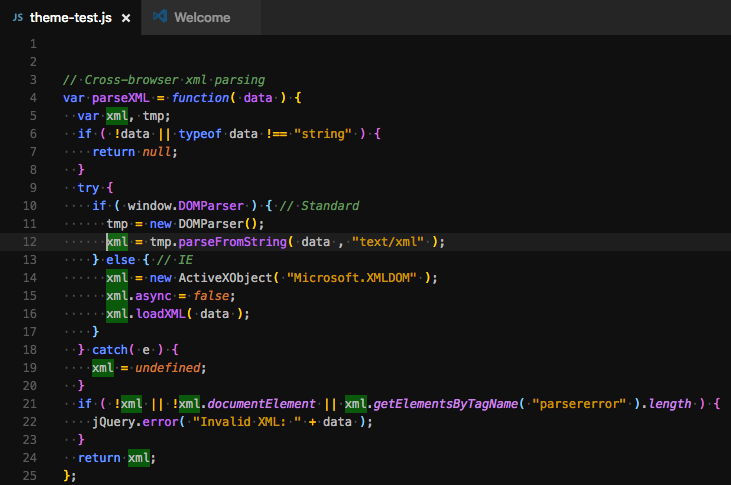 JS theme-test.js × Welcome
1
2
3 // Cross-browser xml parsing
4 var parseXML = function( data ) {
5   var xml, tmp;
6   if ( !data || typeof data !== "string" ) {
7     return null;
8   }
9   try {
10     if ( window.DOMParser ) { // Standard
11       tmp = new DOMParser();
12       xml = tmp.parseFromString( data , "text/xml" );
13     } else { // IE
14       xml = new ActiveXObject( "Microsoft.XMLDOM" );
15       xml.async = false;
16       xml.loadXML( data );
17     }
18   } catch( e ) {
19     xml = undefined;
20   }
21   if ( !xml || !xml.documentElement || xml.getElementsByTagName( "parsererror" ).length ) {
22     jQuery.error( "Invalid XML: " + data );
23   }
24   return xml;
25 };